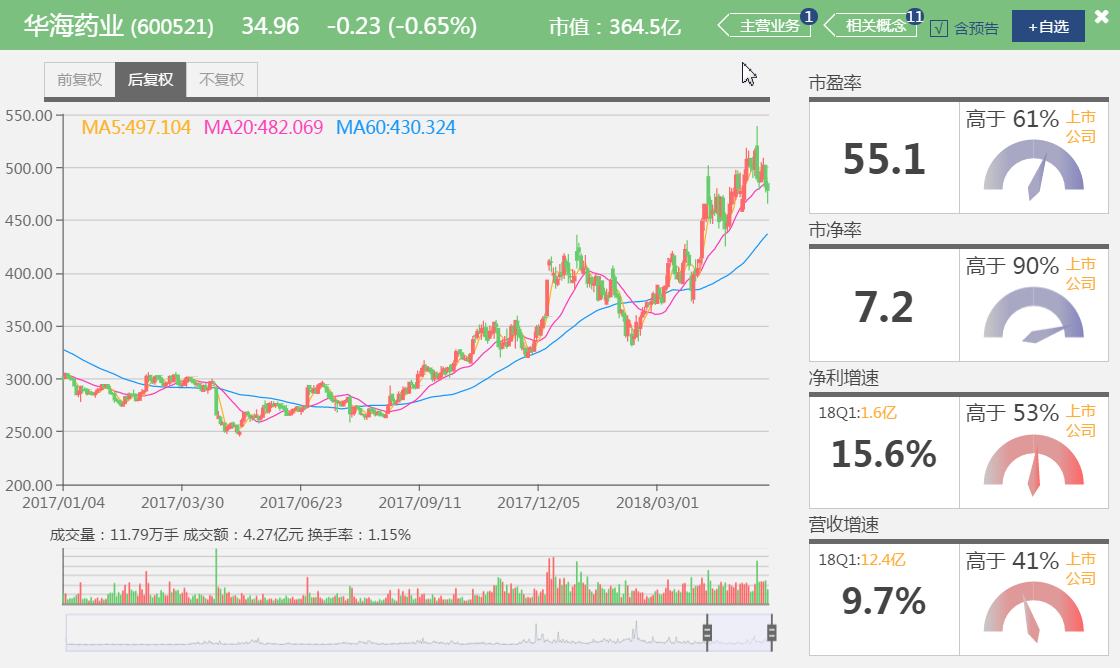 华海药业 (600521) 34.96 -0.23 (-0.65%) 市值：364.5亿 主营业务 1 相关概念 11 √ 含预告 +自选
前复权 后复权 不复权
MA5:497.104 MA20:482.069 MA60:430.324
550.00
500.00
450.00
400.00
350.00
300.00
250.00
200.00
2017/01/04 2017/03/30 2017/06/23 2017/09/11 2017/12/05 2018/03/01
成交量：11.79万手 成交额：4.27亿元 换手率：1.15%
市盈率
55.1
高于 61% 上市
公司
市净率
7.2
高于 90% 上市
公司
净利增速
18Q1:1.6亿
15.6%
高于 53% 上市
公司
营收增速
18Q1:12.4亿
9.7%
高于 41% 上市
公司